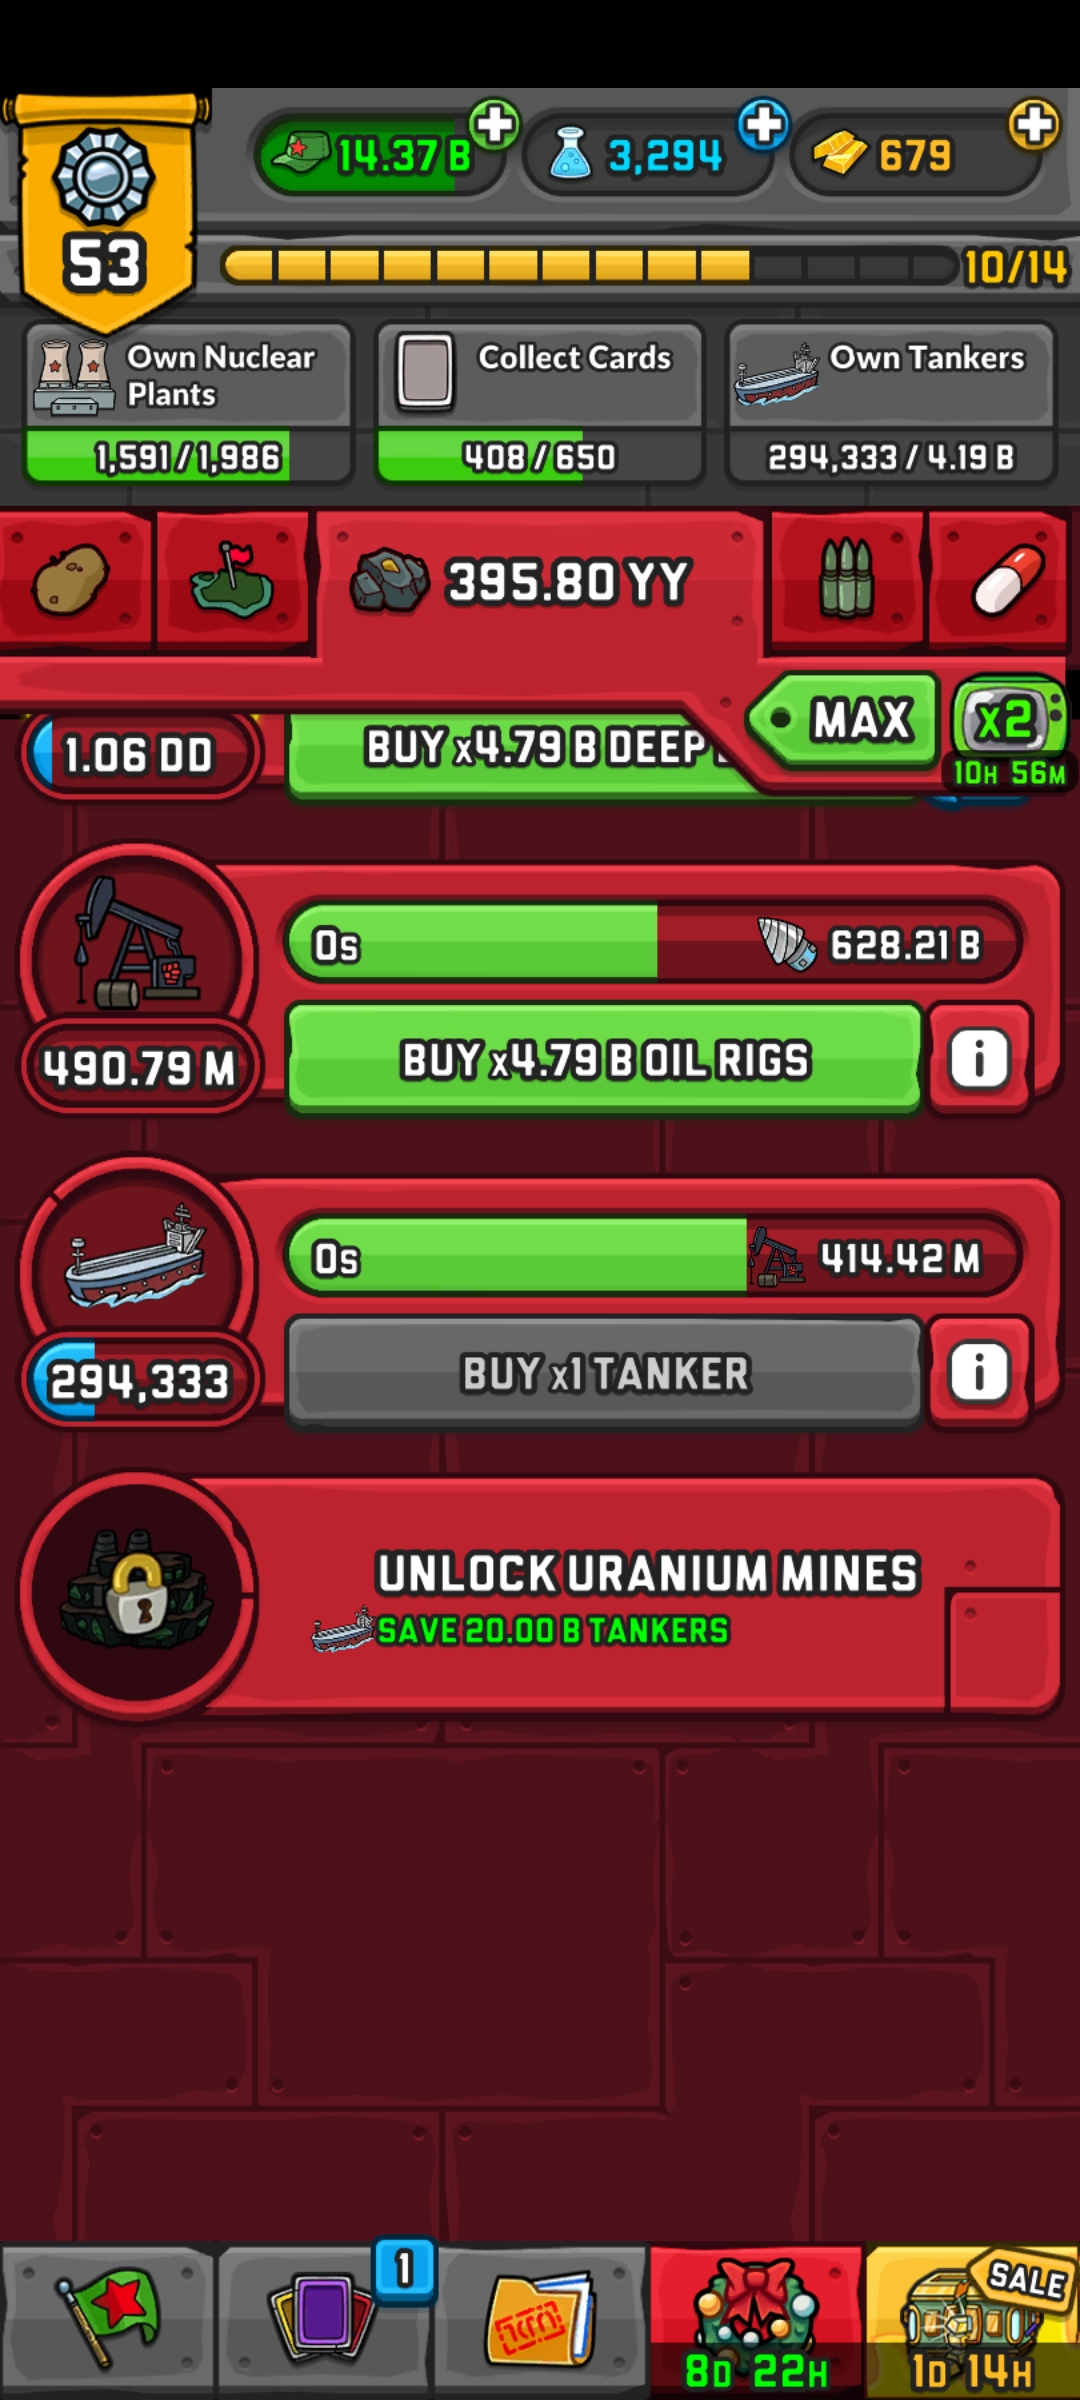 14.37 B
3,294
679
53
10/14
Own Nuclear
Plants
1,591/1,986
Collect Cards
408/650
Own Tankers
294,333/4.19 B
395.80 YY
MAX
x2
10H 56M
1.06 DD
BUY x4.79 B DEEP
0s
628.21 B
490.79 M
BUY x4.79 B OIL RIGS
i
0s
414.42 M
294,333
BUY x1 TANKER
i
UNLOCK URANIUM MINES
SAVE 20.00 B TANKERS
1
SALE
8D 22H
1D 14H